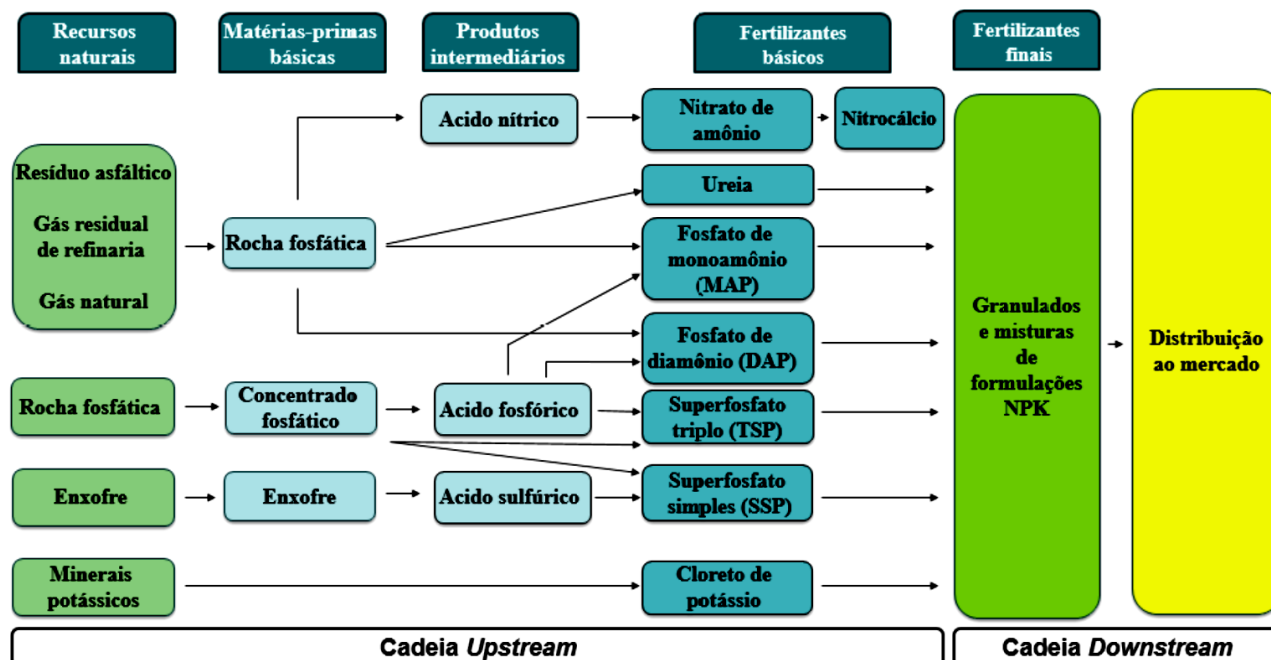 Recursos
naturais
Matérias-primas
básicas
Produtos
intermediários
Fertilizantes
básicos
Fertilizantes
finais
Resíduo asfáltico
Gás residual
de refinaria
Gás natural
Rocha fosfática
Acido nítrico
Nitrato de
amônio
Nitrocálcio
Ureia
Fosfato de
monoamônio
(MAP)
Fosfato de
diamônio (DAP)
Rocha fosfática
Concentrado
fosfático
Acido fosfórico
Superfosfato
triplo (TSP)
Enxofre
Enxofre
Acido sulfúrico
Superfosfato
simples (SSP)
Minerais
potássicos
Cloreto de
potássio
Granulados
e misturas
de
formulações
NPK
Distribuição
ao mercado
Cadeia Upstream
Cadeia Downstream